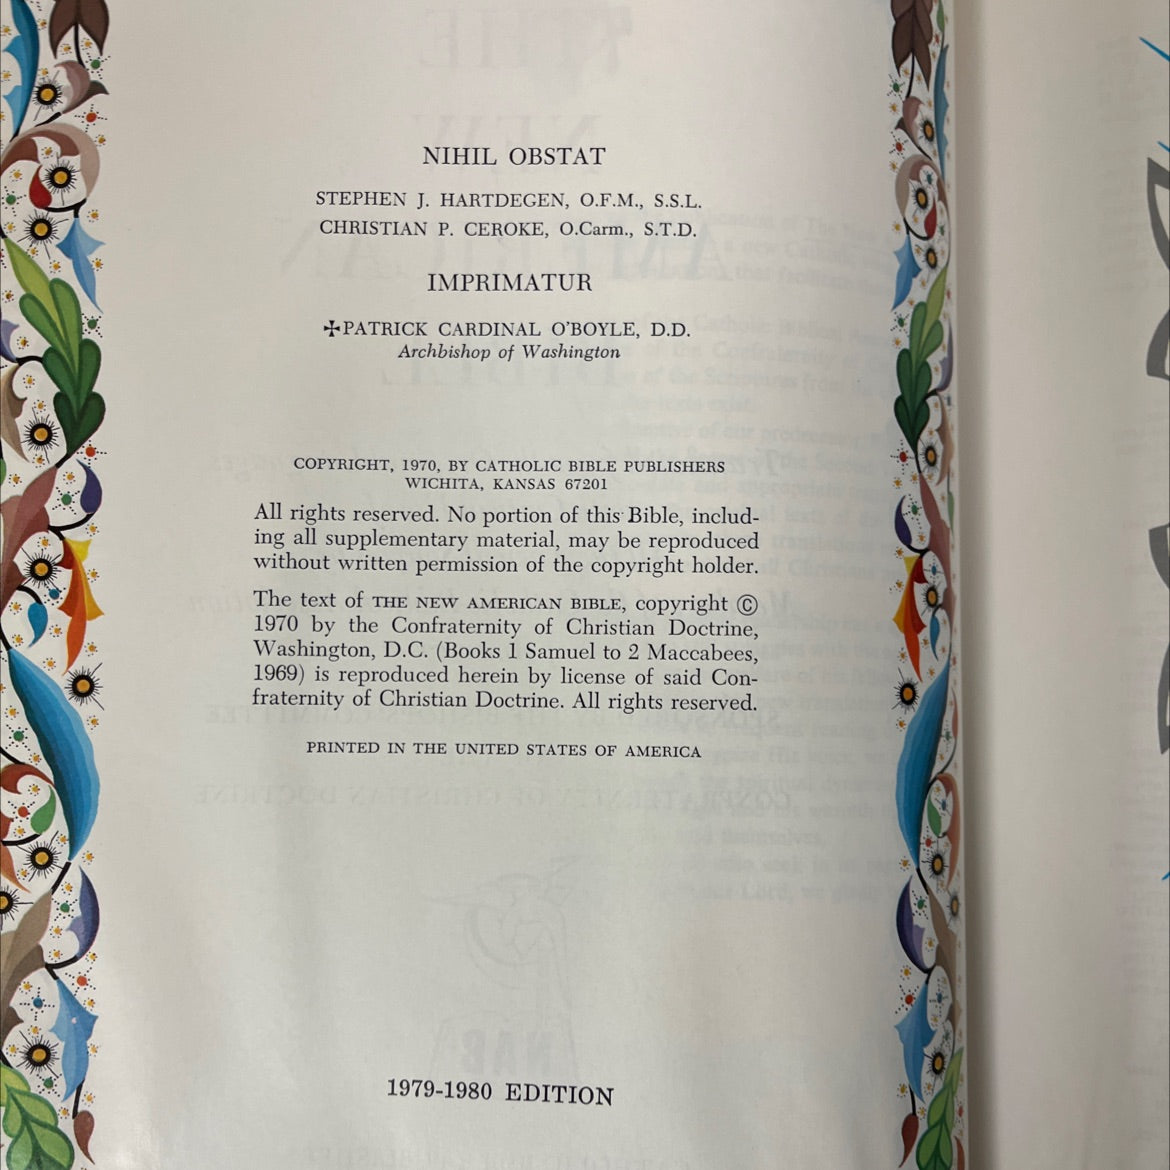 NIHIL OBSTAT
STEPHEN J. HARTDEGEN, O.F.M., S.S.L.
CHRISTIAN P. CEROKE, O.Carm., S.T.D.
IMPRIMATUR
✠PATRICK CARDINAL O'BOYLE, D.D.
Archbishop of Washington
COPYRIGHT, 1970, BY CATHOLIC BIBLE PUBLISHERS
WICHITA, KANSAS 67201
All rights reserved. No portion of this Bible, includ-
ing all supplementary material, may be reproduced
without written permission of the copyright holder.
The text of THE NEW AMERICAN BIBLE, copyright ©
1970 by the Confraternity of Christian Doctrine,
Washington, D.C. (Books 1 Samuel to 2 Maccabees,
1969) is reproduced herein by license of said Con-
fraternity of Christian Doctrine. All rights reserved.
PRINTED IN THE UNITED STATES OF AMERICA
1979-1980 EDITION